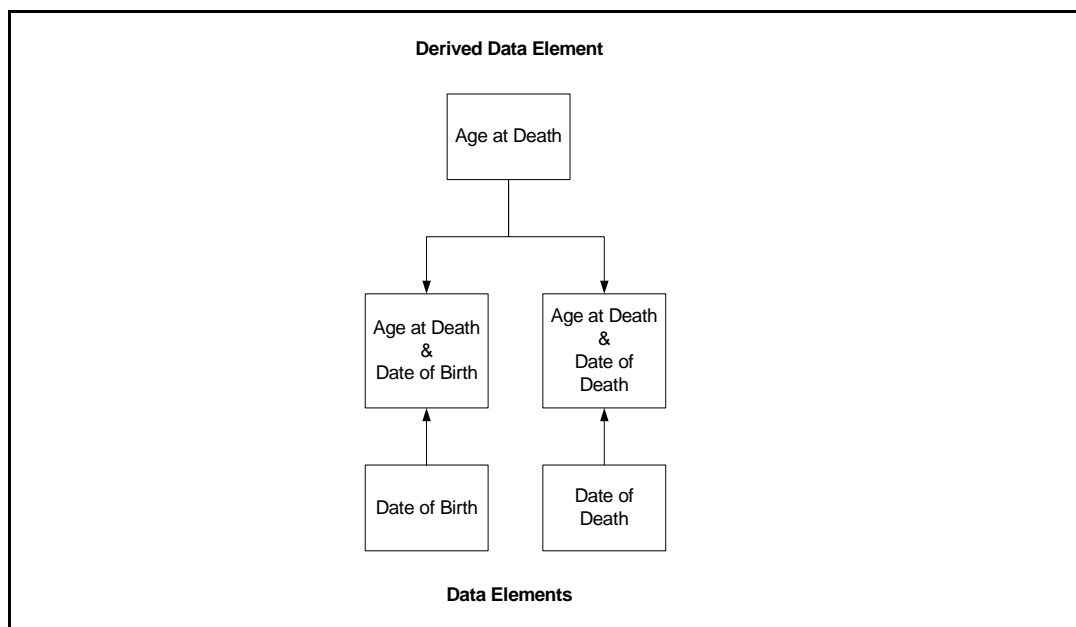 Derived Data Element
Age at Death
Age at Death
&
Date of Birth
Age at Death
&
Date of
Death
Date of Birth
Date of
Death
Data Elements